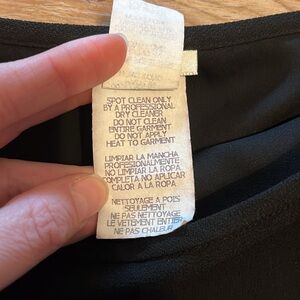 SPOT CLEAN ONLY
BY A PROFESSIONAL
DRY CLEANER
DO NOT CLEAN
ENTIRE GARMENT
DO NOT APPLY
HEAT TO GARMENT
LIMPIAR LA MANCHA
PROFESIONALMENTE
NO LIMPIAR LA ROPA
COMPLETA NO APLICAR
CALOR A LA ROPA
NETTOYAGE A POIS
SEULEMENT
NE PAS NETTOYAGE
LE VETEMENT ENTIER
NE PAS CHALEUR